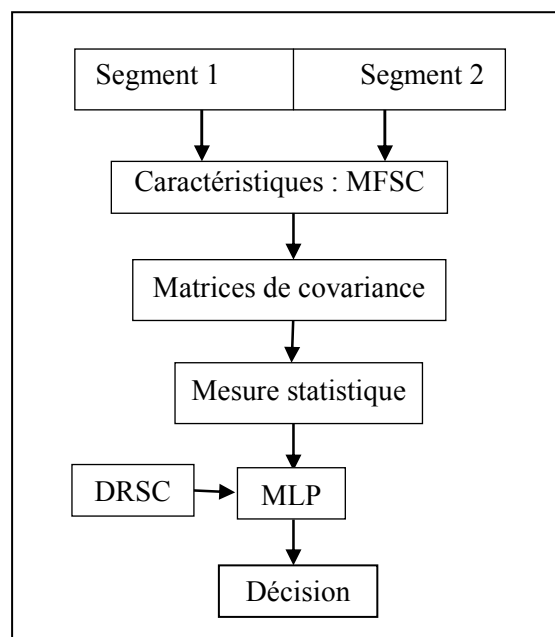 Segment 1 Segment 2
Caractéristiques : MFSC
Matrices de covariance
Mesure statistique
DRSC MLP
Décision